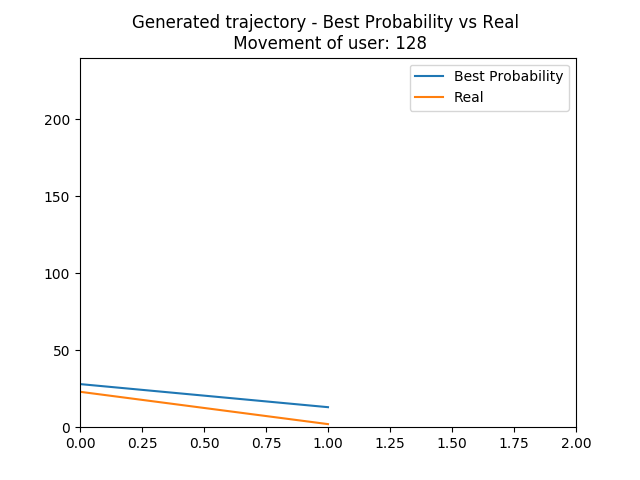 Generated trajectory - Best Probability vs Real
Movement of user: 128
Best Probability
Real
200
150
100
50
0
0.00 0.25 0.50 0.75 1.00 1.25 1.50 1.75 2.00